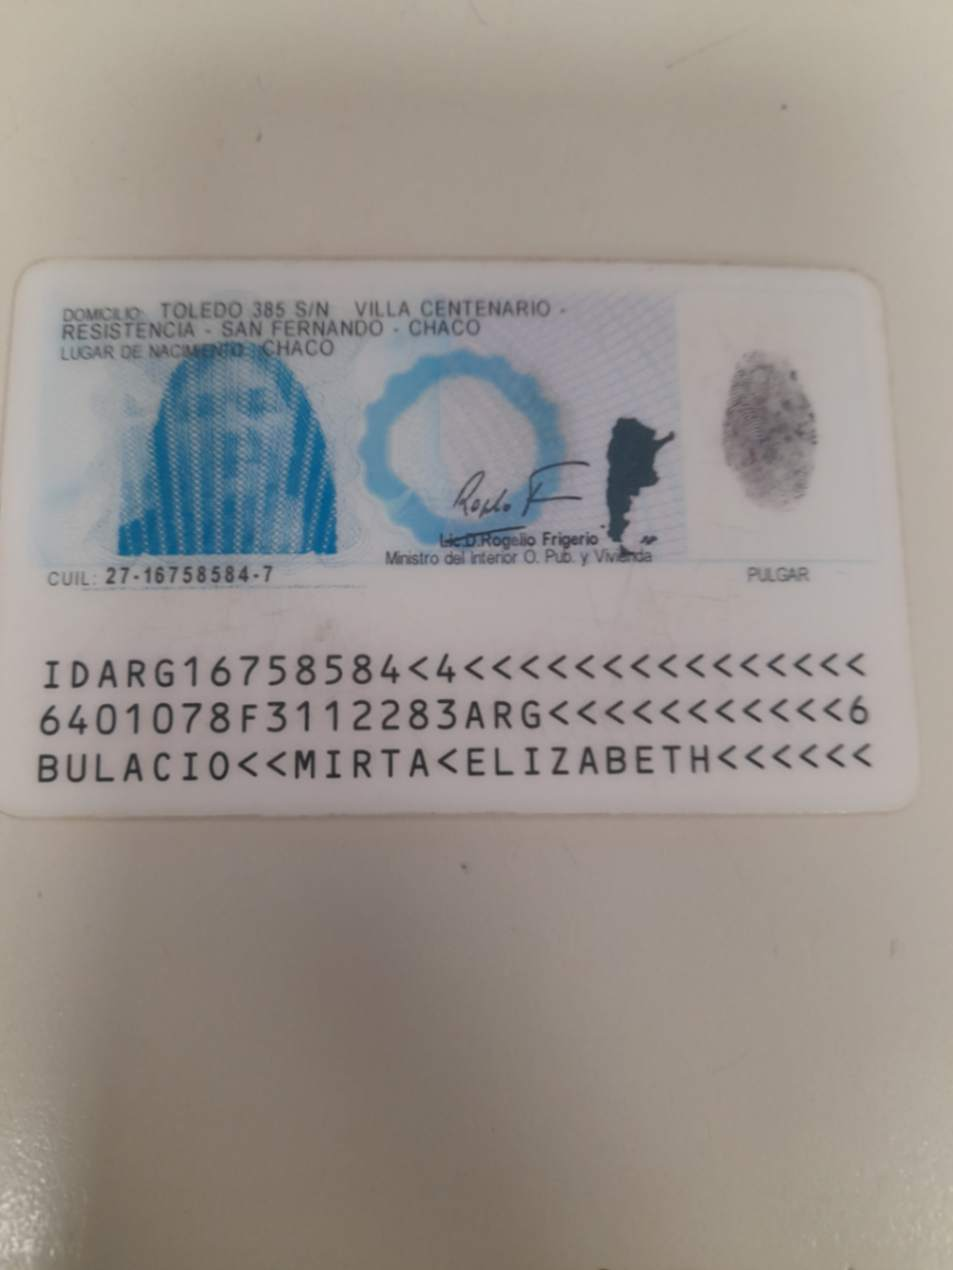 DOMICILIO: TOLEDO 385 S/N VILLA CENTENARIO -
RESISTENCIA - SAN FERNANDO - CHACO
LUGAR DE NACIMIENTO: CHACO
Lic. D. Rogelio Frigerio
Ministro del Interior O. Pub. y Vivienda
CUIL: 27-16758584-7
PULGAR
IDARG16758584<4<<<<<<<<<<<<<<<
6401078F3112283ARG<<<<<<<<<<<6
BULACIO<<MIRTA<ELIZABETH<<<<<<